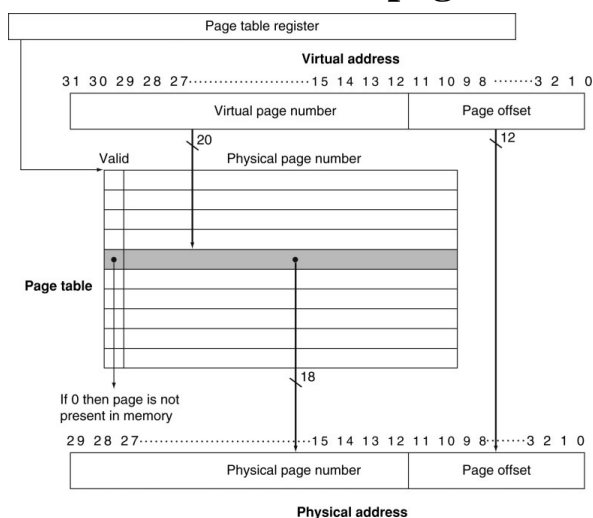 pag
Page table register
Virtual address
31 30 29 28 27·································15 14 13 12 11 10 9 8 ·······3 2 1 0
Virtual page number Page offset
20 12
Valid Physical page number
Page table
18
If 0 then page is not
present in memory
29 28 27·································15 14 13 12 11 10 9 8·······3 2 1 0
Physical page number Page offset
Physical address